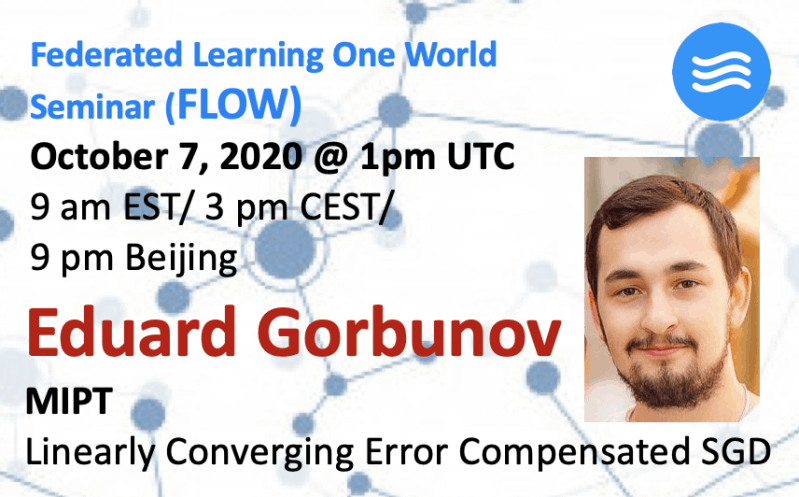 Federated Learning One World
Seminar (FLOW)
October 7, 2020 @ 1pm UTC
9 am EST/ 3 pm CEST/
9 pm Beijing
Eduard Gorbunov
MIPT
Linearly Converging Error Compensated SGD